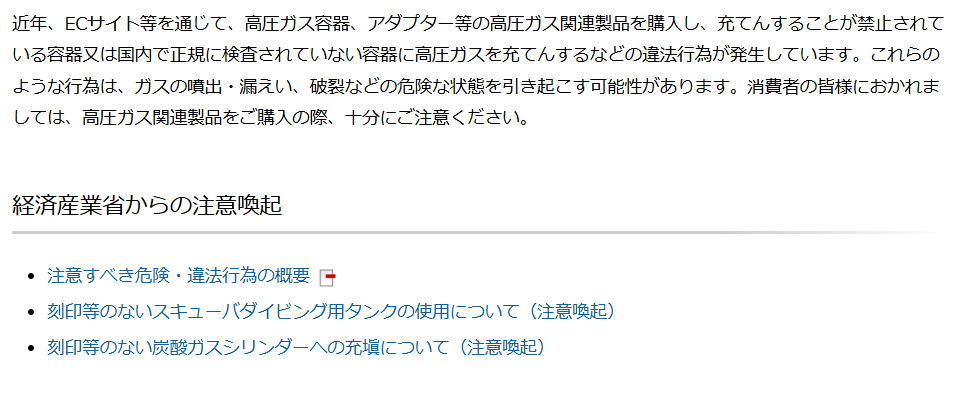 近年、ECサイト等を通じて、高圧ガス容器、アダプター等の高圧ガス関連製品を購入し、充てんすることが禁止されて
いる容器又は国内で正規に検査されていない容器に高圧ガスを充てんするなどの違法行為が発生しています。これらの
ような行為は、ガスの噴出・漏えい、破裂などの危険な状態を引き起こす可能性があります。消費者の皆様におかれま
しては、高圧ガス関連製品をご購入の際、十分にご注意ください。
経済産業省からの注意喚起
注意すべき危険・違法行為の概要
刻印等のないスキューバダイビング用タンクの使用について（注意喚起）
刻印等のない炭酸ガスシリンダーへの充塡について（注意喚起）